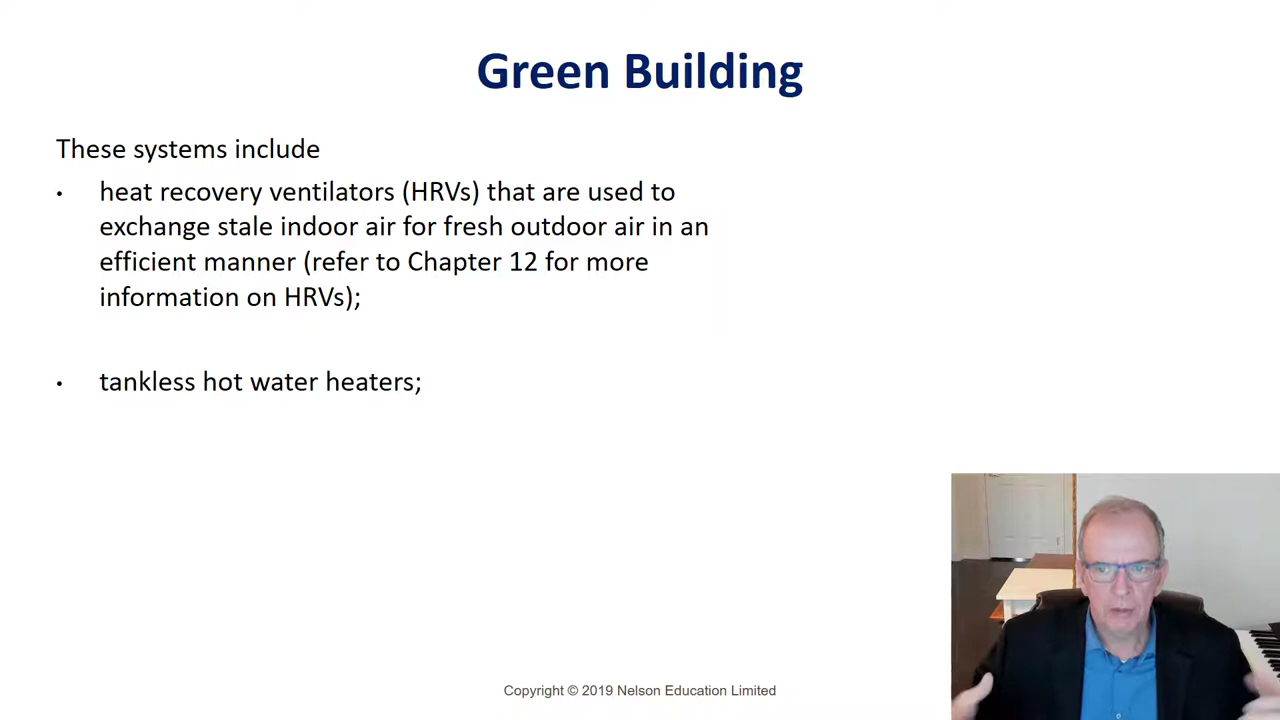 Green Building
These systems include
• heat recovery ventilators (HRVs) that are used to
exchange stale indoor air for fresh outdoor air in an
efficient manner (refer to Chapter 12 for more
information on HRVs);
• tankless hot water heaters;
Copyright © 2019 Nelson Education Limited